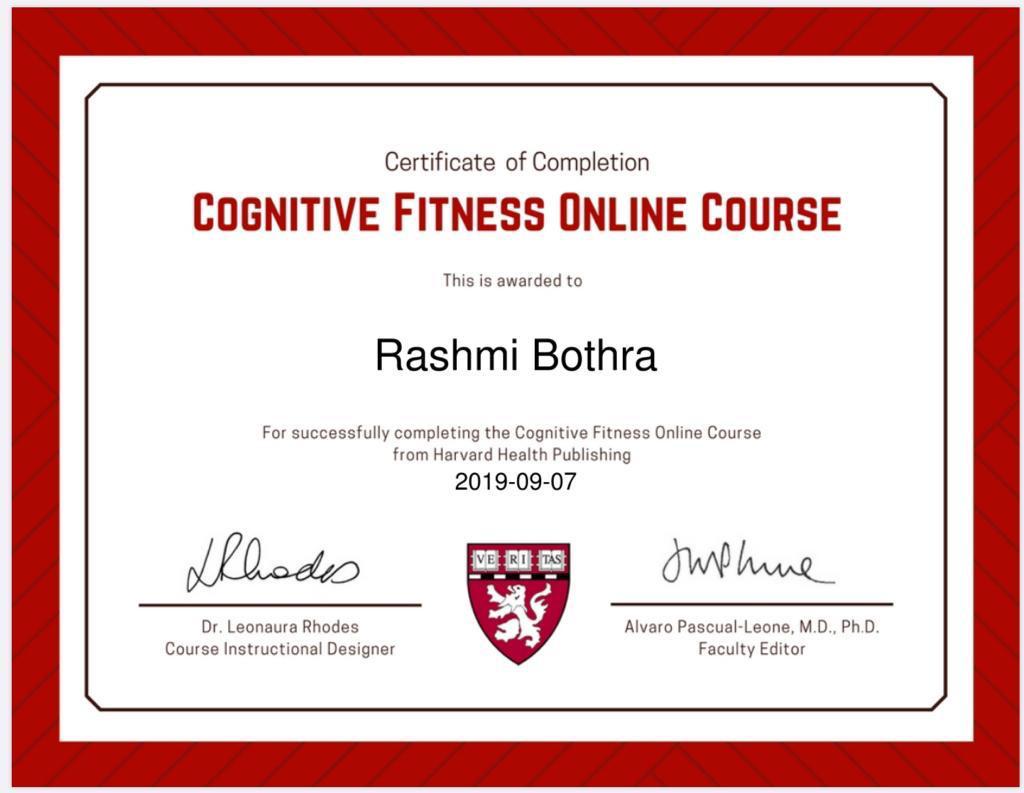 Certificate of Completion
COGNITIVE FITNESS ONLINE COURSE
This is awarded to
Rashmi Bothra
For successfully completing the Cognitive Fitness Online Course
from Harvard Health Publishing
2019-09-07
LRhodes
VE RI TAS
Dr. Leonaura Rhodes
Course Instructional Designer
Alvaro Pascual-Leone, M.D., Ph.D.
Faculty Editor